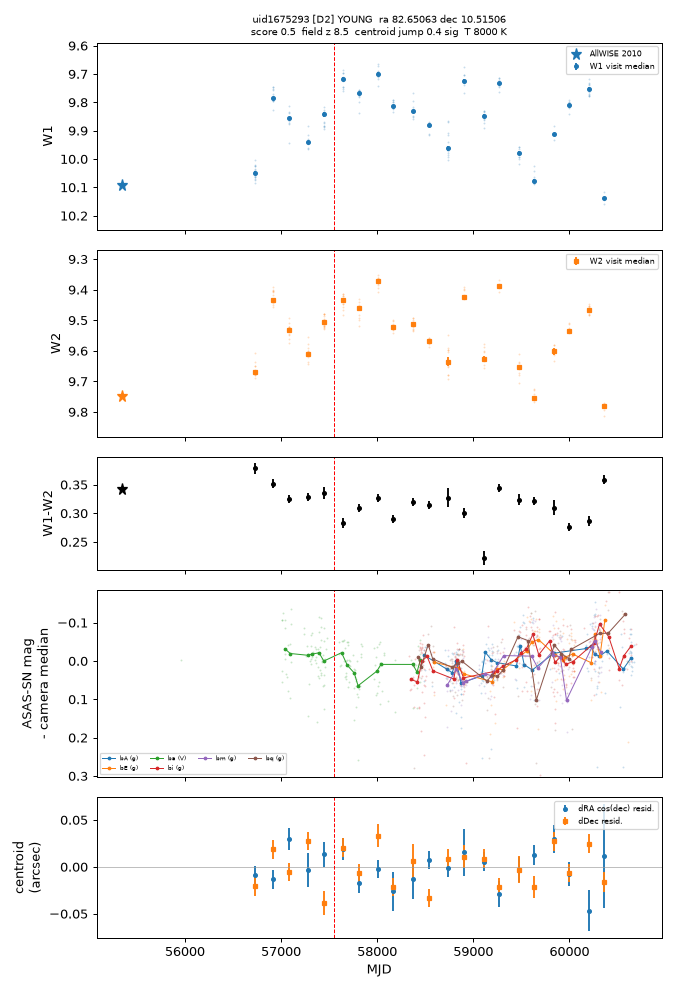 uid1675293 [D2] YOUNG ra 82.65063 dec 10.51506
score 0.5 field z 8.5 centroid jump 0.4 sig T 8000 K
9.6
9.7
9.8
9.9
10.0
10.1
10.2
W1
AllWISE 2010
W1 visit median
9.3
9.4
9.5
9.6
9.7
9.8
W2
W2 visit median
0.35
0.30
0.25
W1-W2
−0.1
0.0
0.1
0.2
0.3
ASAS-SN mag
- camera median
bA (g)
bE (g)
ba (V)
bi (g)
bm (g)
bq (g)
0.05
0.00
−0.05
centroid
(arcsec)
dRA cos(dec) resid.
dDec resid.
56000
57000
58000
59000
60000
MJD